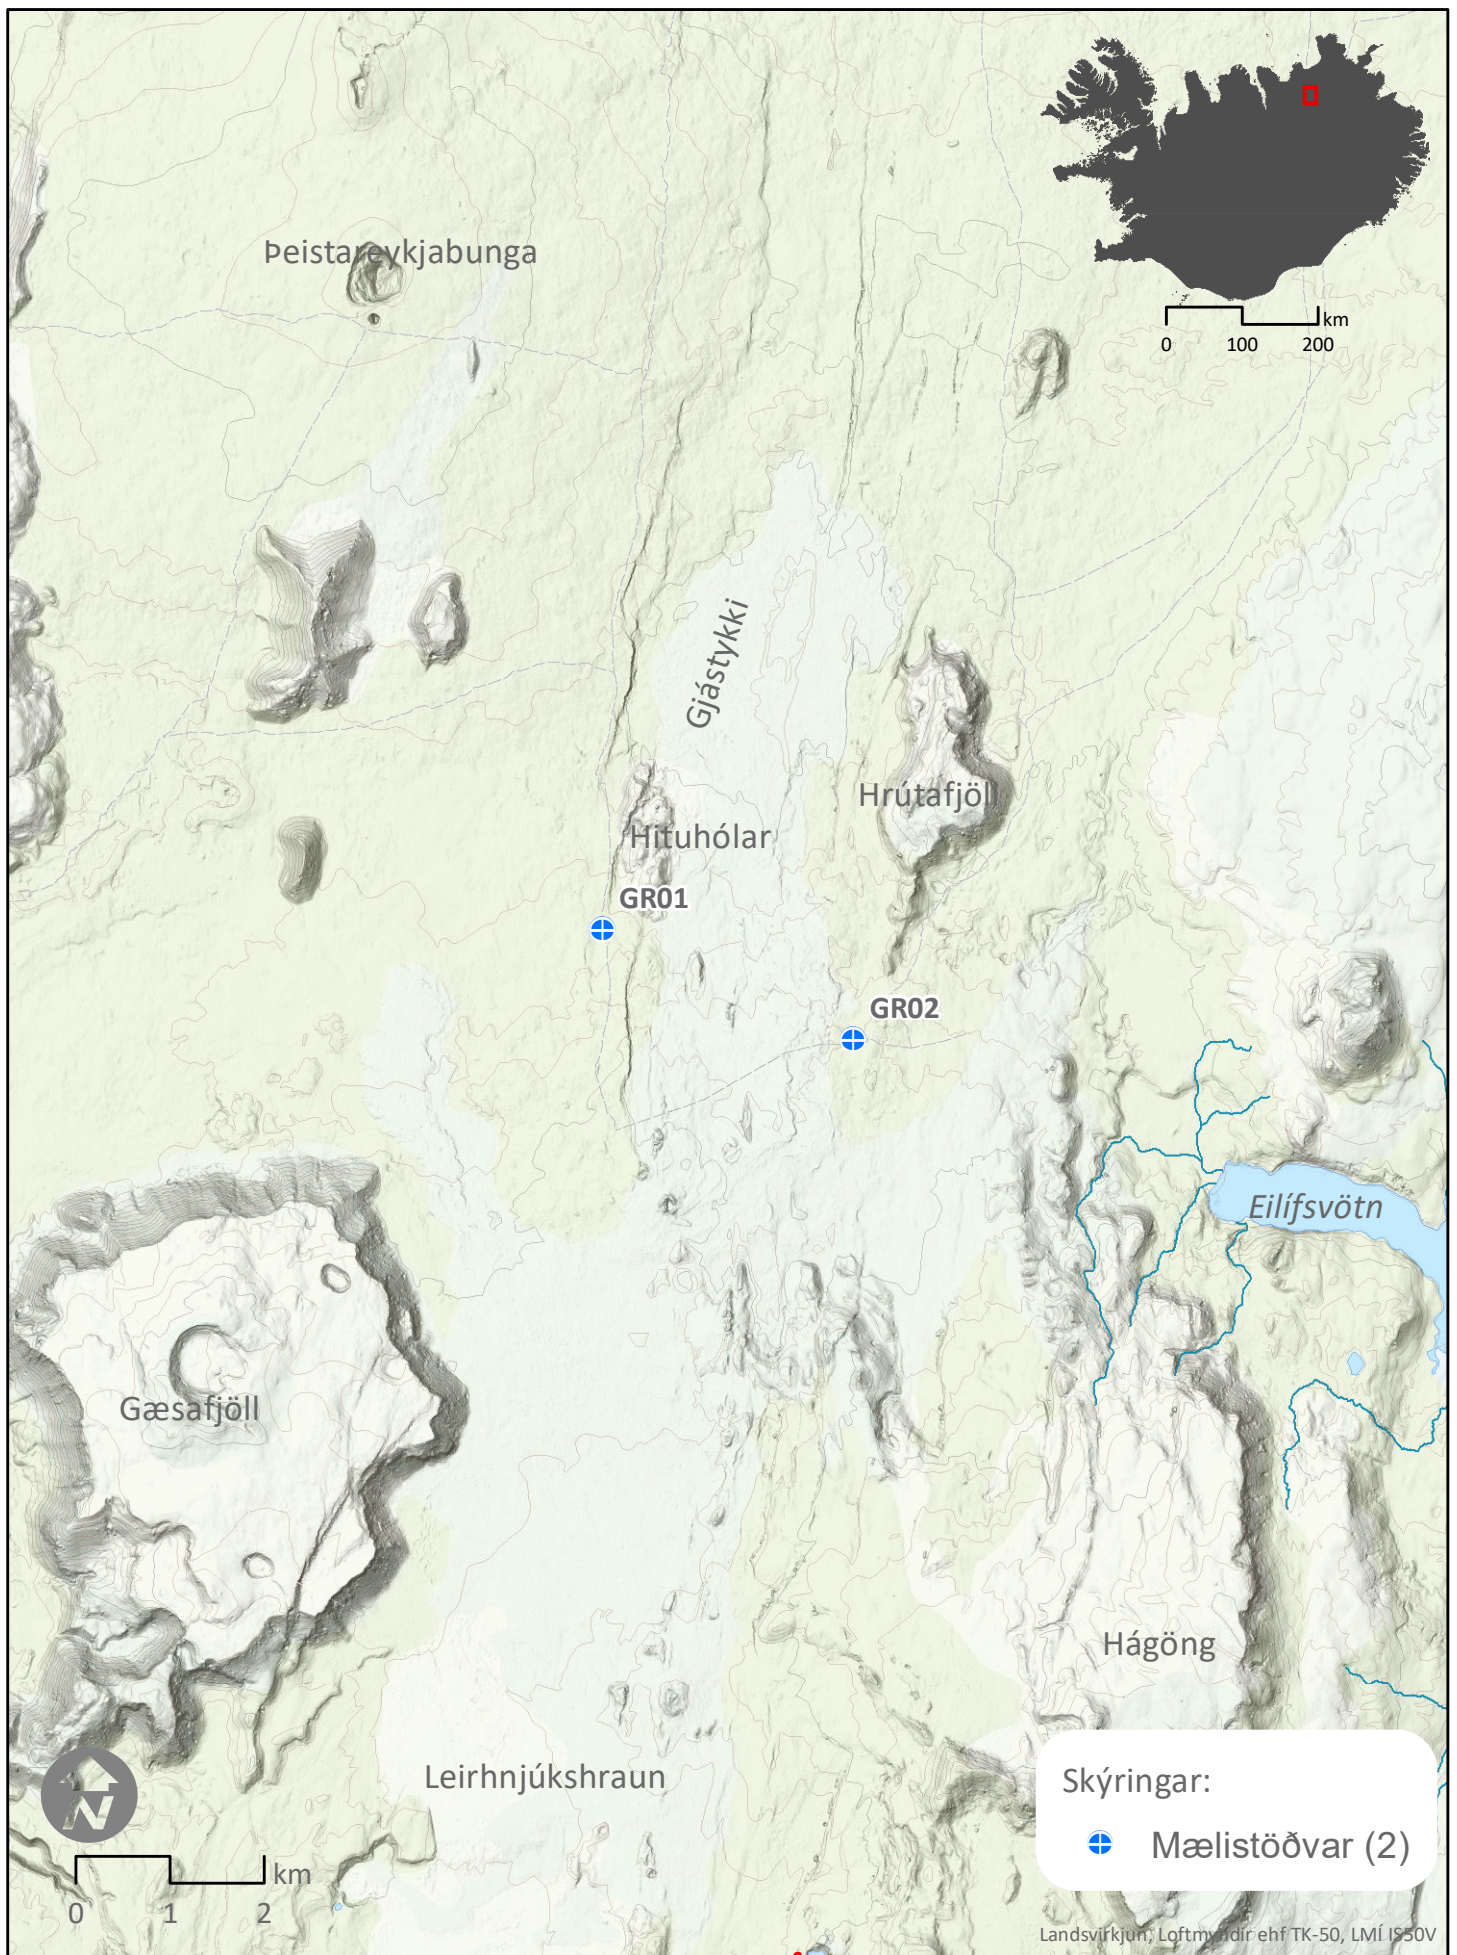 Þeistareykjabunga
km
0 100 200
Gjástykki
Hrútafjöll
Hituhólar
GR01
GR02
Eilífsvötn
Gæsafjöll
Hágöng
Leirhnjúkshraun
N
km
0 1 2
Skýringar:
Mælistöðvar (2)
Landsvirkjun, Loftmyndir ehf TK-50, LMÍ IS50V